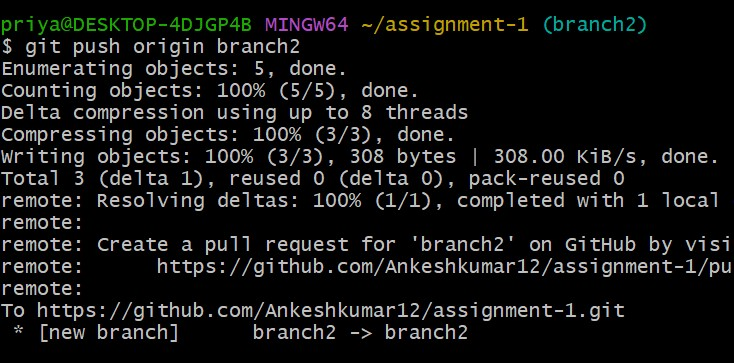 priya@DESKTOP-4DJGP4B MINGW64 ~/assignment-1 (branch2)
$ git push origin branch2
Enumerating objects: 5, done.
Counting objects: 100% (5/5), done.
Delta compression using up to 8 threads
Compressing objects: 100% (3/3), done.
Writing objects: 100% (3/3), 308 bytes | 308.00 KiB/s, done.
Total 3 (delta 1), reused 0 (delta 0), pack-reused 0
remote: Resolving deltas: 100% (1/1), completed with 1 local
remote:
remote: Create a pull request for 'branch2' on GitHub by visi
remote:      https://github.com/Ankeshkumar12/assignment-1/pu
remote:
To https://github.com/Ankeshkumar12/assignment-1.git
 * [new branch]      branch2 -> branch2